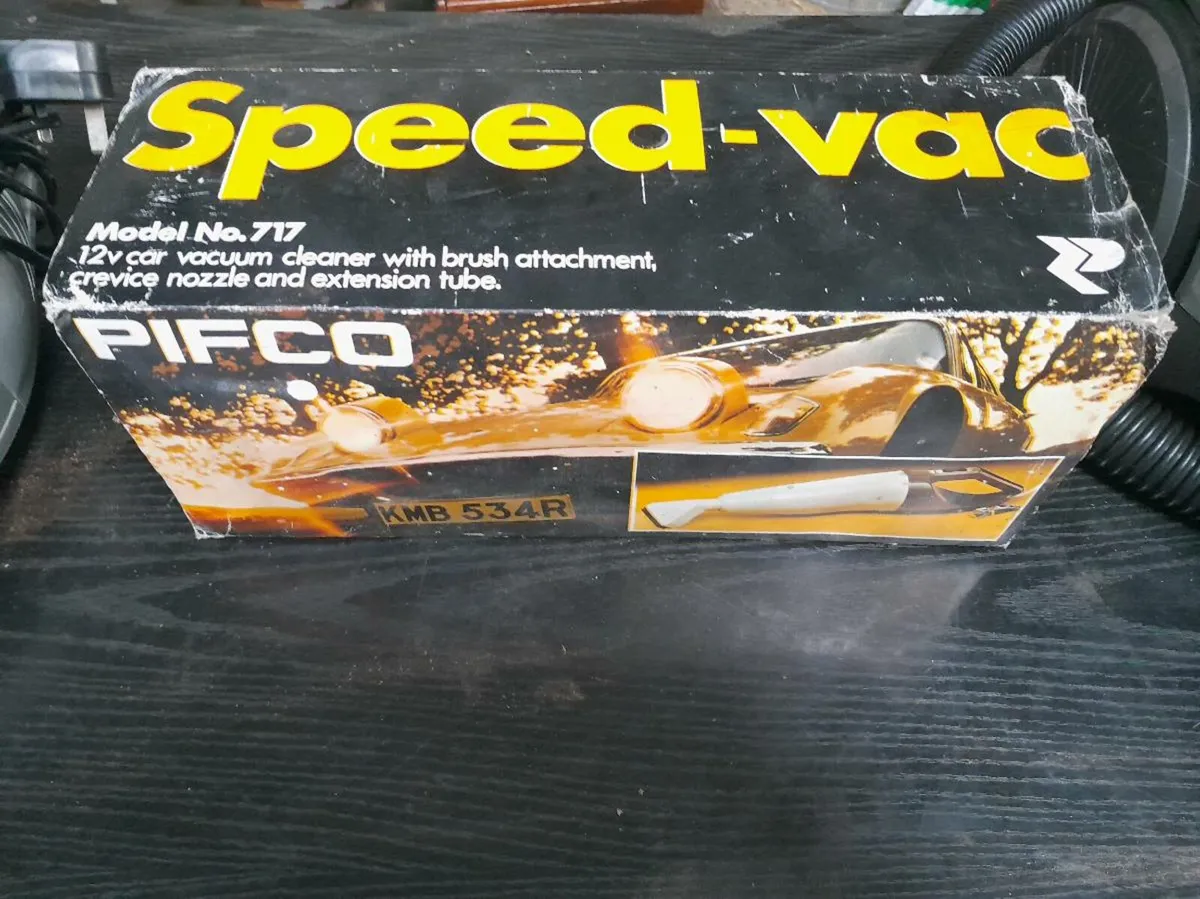 Speed-vac
Model No. 717
12v car vacuum cleaner with brush attachment,
crevice nozzle and extension tube.
PIFCO
KMB 534R